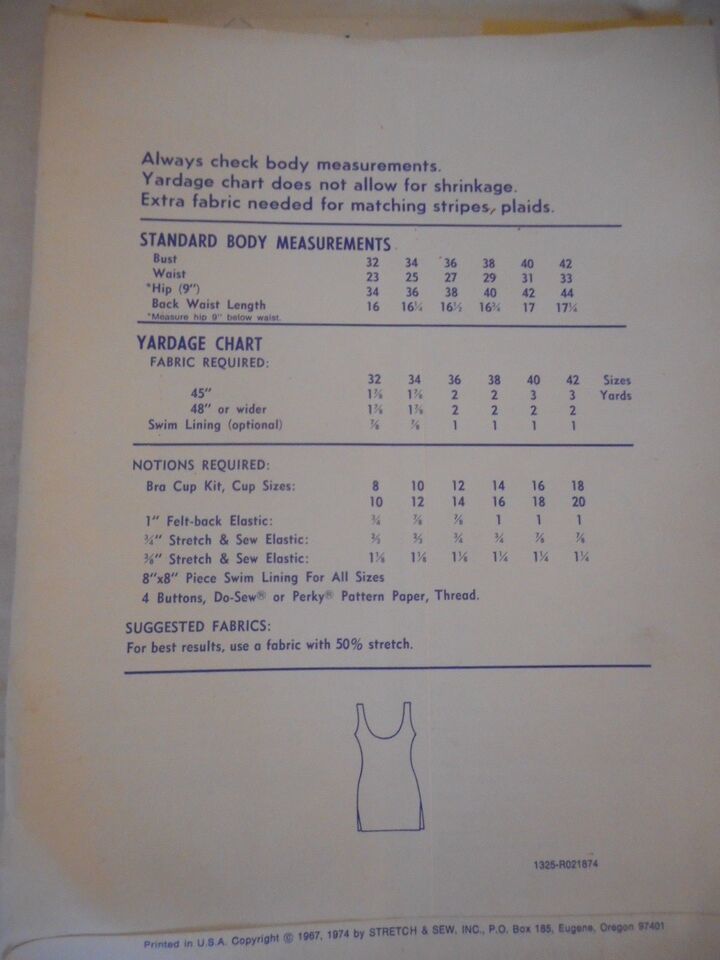 Always check body measurements.
Yardage chart does not allow for shrinkage.
Extra fabric needed for matching stripes, plaids.
STANDARD BODY MEASUREMENTS
Bust 32 34 36 38 40 42
Waist 23 25 27 29 31 33
*Hip (9") 34 36 38 40 42 44
Back Waist Length 16 16¼ 16½ 16¾ 17 17¼
*Measure hip 9" below waist.
YARDAGE CHART
FABRIC REQUIRED:
32 34 36 38 40 42 Sizes
45" 1⅞ 1⅞ 2 2 3 3 Yards
48" or wider 1⅞ 1⅞ 2 2 2 2
Swim Lining (optional) ⅞ ⅞ 1 1 1 1
NOTIONS REQUIRED:
Bra Cup Kit, Cup Sizes: 8 10 12 14 16 18
10 12 14 16 18 20
1" Felt-back Elastic: ¾ ⅞ ⅞ 1 1 1
¾" Stretch & Sew Elastic: ¾ ¾ ⅞ ⅞
Stretch & Sew Elastic: 1⅛ 1⅛ 1⅛ 1¼ 1¼ 1¼
8"x8" Piece Swim Lining For All Sizes
4 Buttons, Do-Sew® or Perky® Pattern Paper, Thread.
SUGGESTED FABRICS:
For best results, use a fabric with 50% stretch.
1325-R021874
Printed in U.S.A. Copyright © 1967, 1974 by STRETCH & SEW, INC., P.O. Box 185, Eugene, Oregon 97401